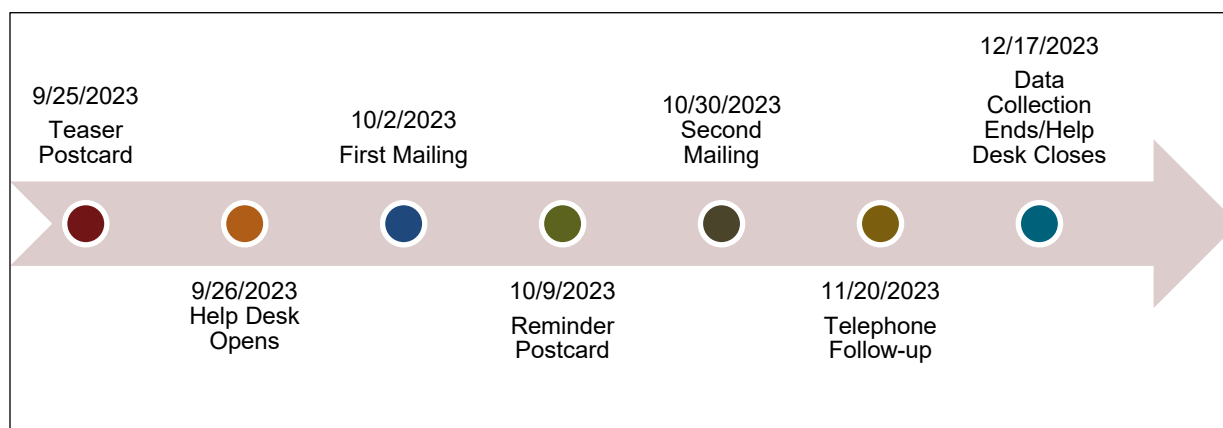 9/25/2023
Teaser
Postcard
9/26/2023
Help Desk
Opens
10/2/2023
First Mailing
10/9/2023
Reminder
Postcard
10/30/2023
Second
Mailing
11/20/2023
Telephone
Follow-up
12/17/2023
Data
Collection
Ends/Help
Desk Closes